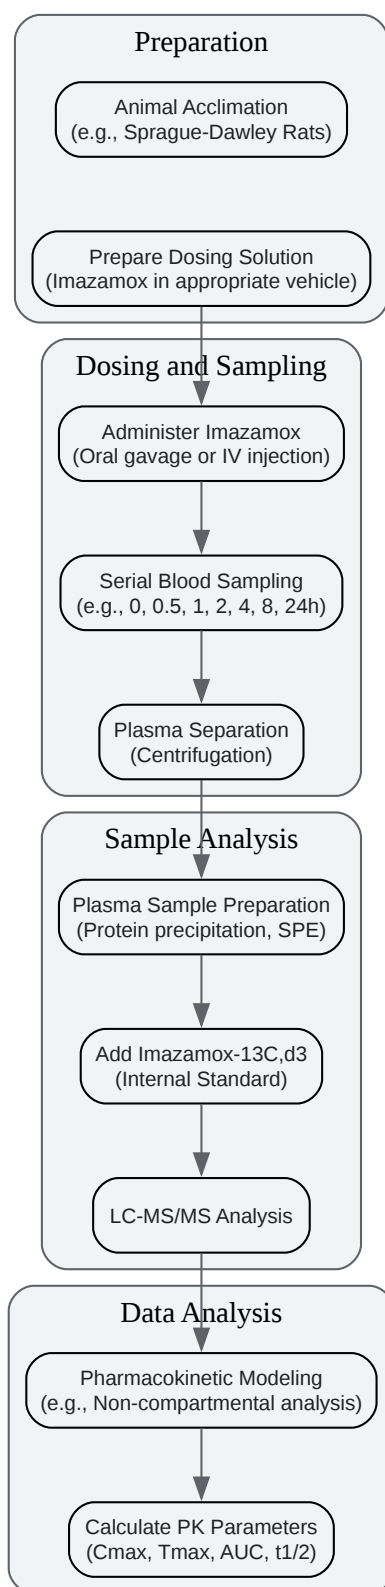 Preparation
Animal Acclimation
(e.g., Sprague-Dawley Rats)
Prepare Dosing Solution
(Imazamox in appropriate vehicle)
Dosing and Sampling
Administer Imazamox
(Oral gavage or IV injection)
Serial Blood Sampling
(e.g., 0, 0.5, 1, 2, 4, 8, 24h)
Plasma Separation
(Centrifugation)
Sample Analysis
Plasma Sample Preparation
(Protein precipitation, SPE)
Add Imazamox-13C,d3
(Internal Standard)
LC-MS/MS Analysis
Data Analysis
Pharmacokinetic Modeling
(e.g., Non-compartmental analysis)
Calculate PK Parameters
(Cmax, Tmax, AUC, t1/2)